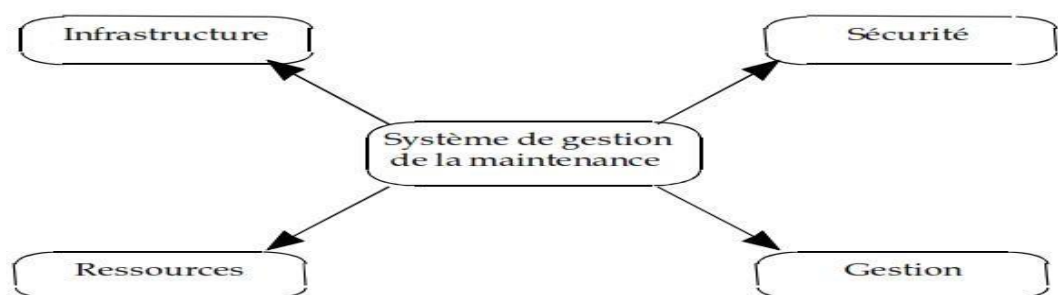 Infrastructure
Sécurité
Système de gestion
de la maintenance
Ressources
Gestion